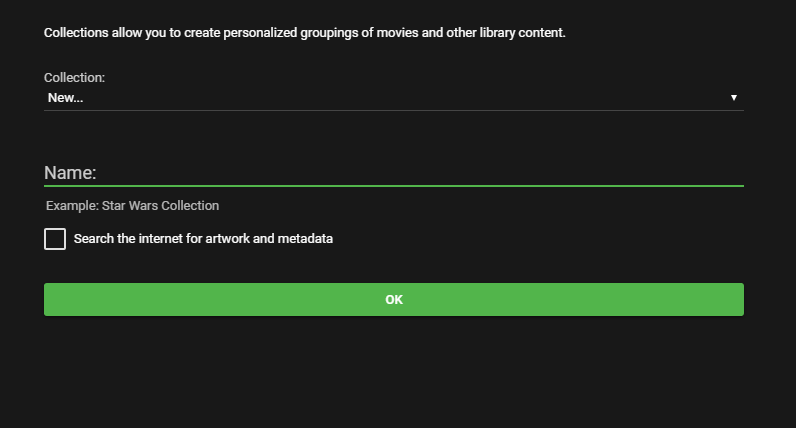 Collections allow you to create personalized groupings of movies and other library content.
Collection:
New...
Name:
Example: Star Wars Collection
Search the internet for artwork and metadata
OK